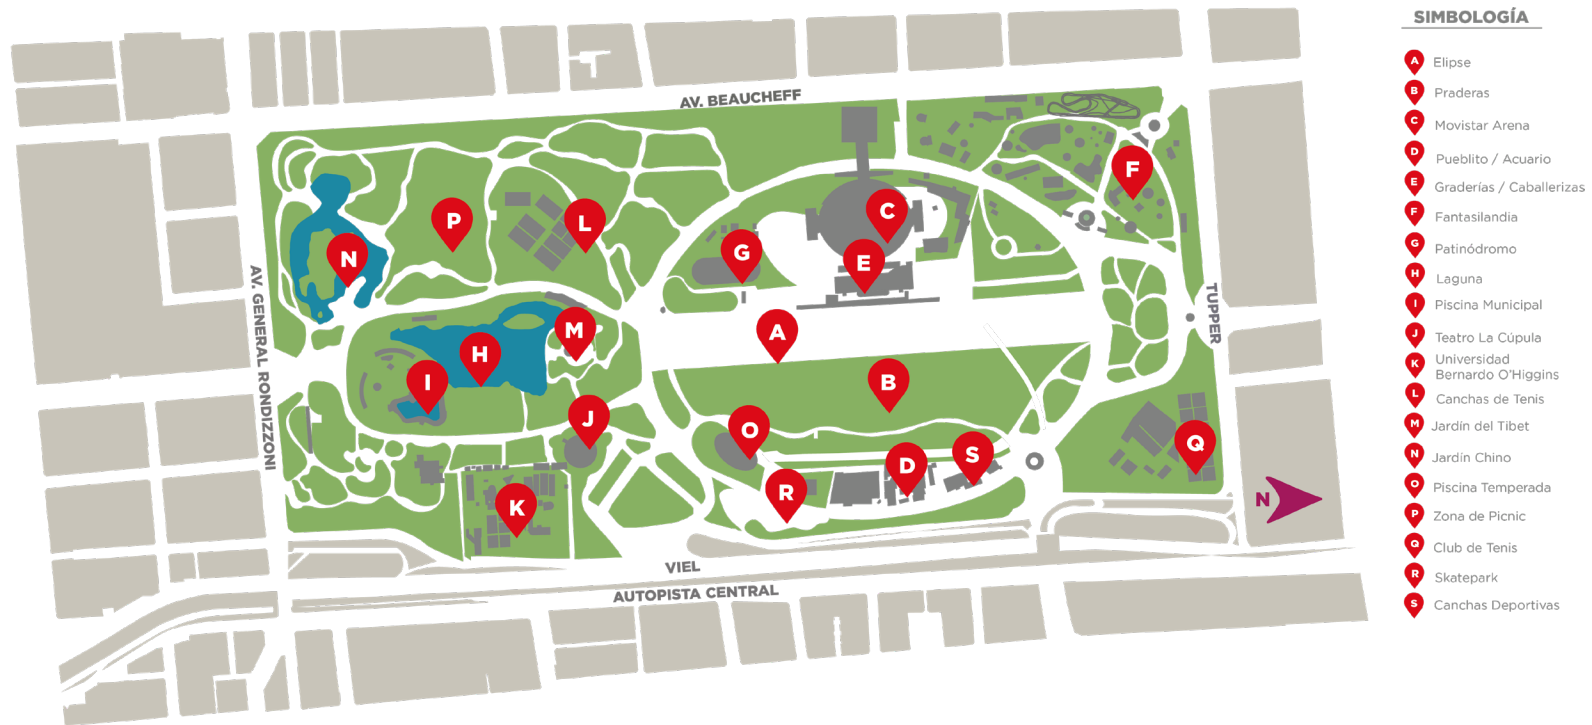 SIMBOLOGÍA
A Elipse
B Praderas
C Movistar Arena
D Pueblito / Acuario
E Graderías / Caballerizas
F Fantasilandia
G Patinódromo
H Laguna
I Piscina Municipal
J Teatro La Cúpula
K Universidad
Bernardo O'Higgins
L Canchas de Tenis
M Jardín del Tibet
N Jardín Chino
O Piscina Temperada
P Zona de Picnic
Q Club de Tenis
R Skatepark
S Canchas Deportivas
AV. BEAUCHEFF
AV. GENERAL RONDIZZONI
TUPPER
VIEL
AUTOPISTA CENTRAL
N
F
P
L
C
G
N
E
M
A
H
I
B
J
O
Q
S
D
R
K